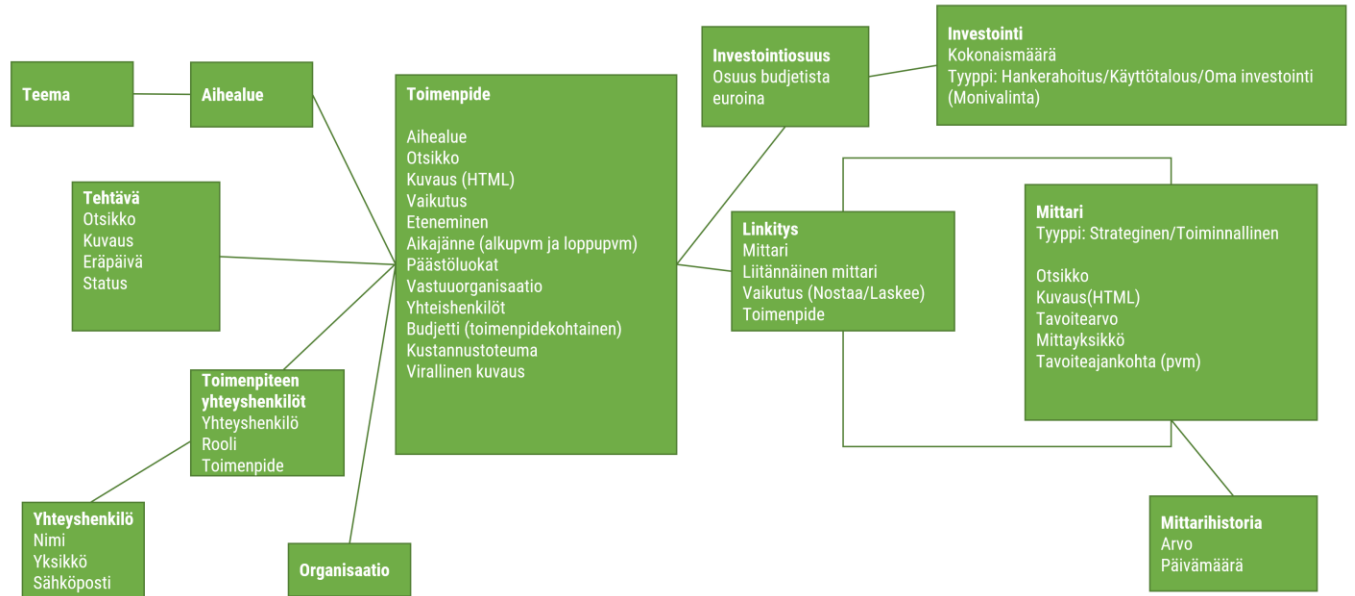 Teema
Aihealue
Tehtävä
Otsikko
Kuvaus
Eräpäivä
Status
Toimenpiteen
yhteyshenkilöt
Yhteyshenkilö
Rooli
Toimenpide
Yhteyshenkilö
Nimi
Yksikkö
Sähköposti
Organisaatio
Toimenpide
Aihealue
Otsikko
Kuvaus (HTML)
Vaikutus
Eteneminen
Aikajänne (alkupvm ja loppupvm)
Päästöluokat
Vastuuorganisaatio
Yhteishenkilöt
Budjetti (toimenpidekohtainen)
Kustannustoteuma
Virallinen kuvaus
Investointiosuus
Osuus budjetista
euroina
Investointi
Kokonaismäärä
Tyyppi: Hankerahoitus/Käyttötalous/Oma investointi
(Monivalinta)
Linkitys
Mittari
Liitännäinen mittari
Vaikutus (Nostaa/Laskee)
Toimenpide
Mittari
Tyyppi: Strateginen/Toiminnallinen
Otsikko
Kuvaus(HTML)
Tavoitearvo
Mittayksikkö
Tavoiteajankohta (pvm)
Mittarihistoria
Arvo
Päivämäärä